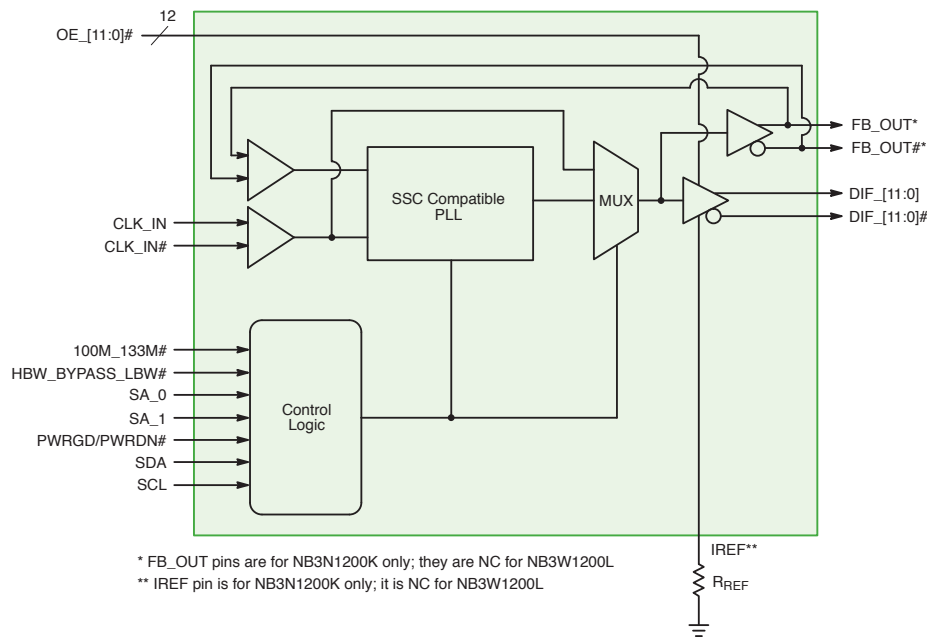 12
OE_[11:0]#
FB_OUT*
FB_OUT#*
SSC Compatible
PLL
MUX
DIF_[11:0]
DIF_[11:0]#
CLK_IN
CLK_IN#
100M_133M#
HBW_BYPASS_LBW#
SA_0
SA_1
PWRGD/PWRDN#
SDA
SCL
Control
Logic
IREF**
RREF
* FB_OUT pins are for NB3N1200K only; they are NC for NB3W1200L
** IREF pin is for NB3N1200K only; it is NC for NB3W1200L